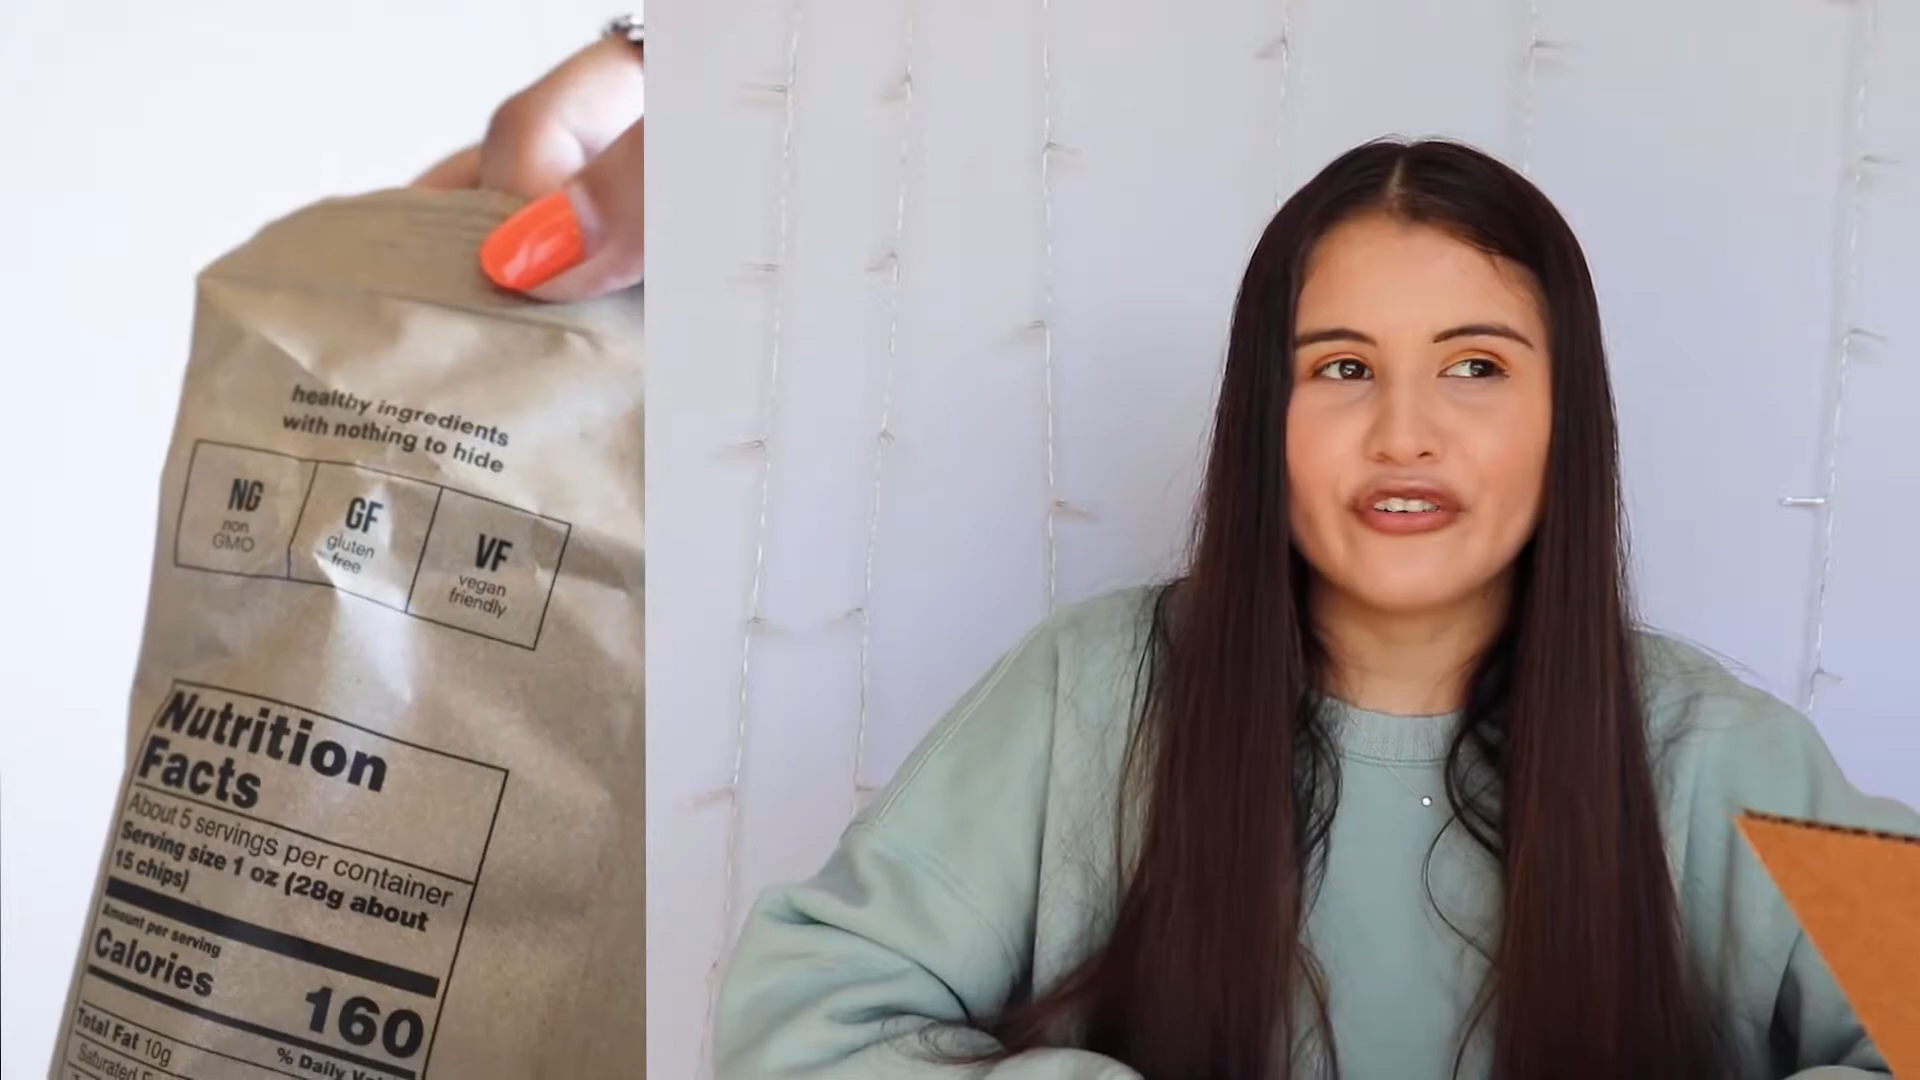 healthy ingredients
with nothing to hide
NG
non
GMO
GF
gluten
free
VF
vegan
friendly
Nutrition
Facts
About 5 servings per container
Serving size 1 oz (28g about
15 chips)
Amount per serving
Calories 160
% Daily
Total Fat 10g
Saturated